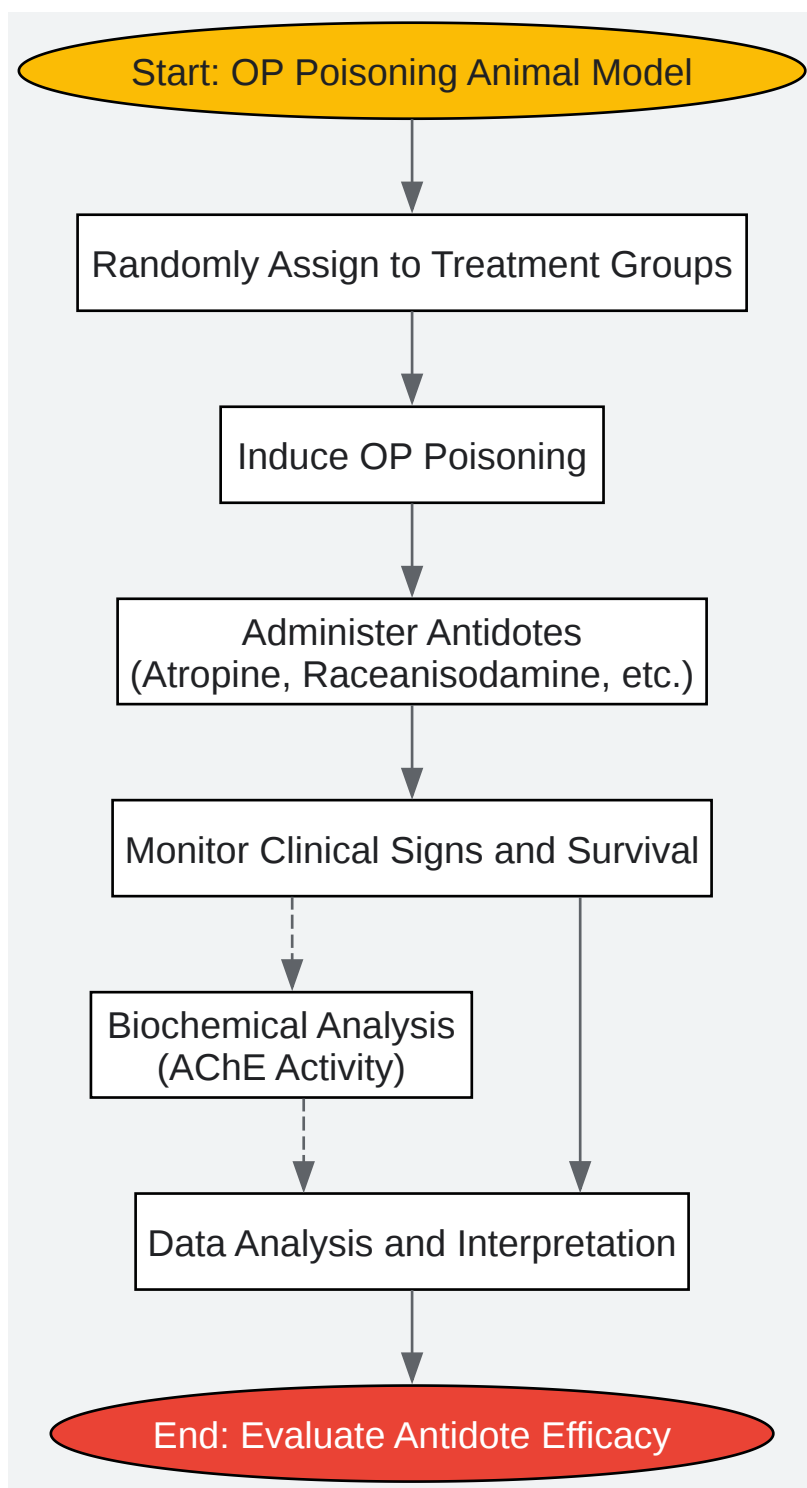 Start: OP Poisoning Animal Model
Randomly Assign to Treatment Groups
Induce OP Poisoning
Administer Antidotes
(Atropine, Raceanisodamine, etc.)
Monitor Clinical Signs and Survival
Biochemical Analysis
(AChE Activity)
Data Analysis and Interpretation
End: Evaluate Antidote Efficacy